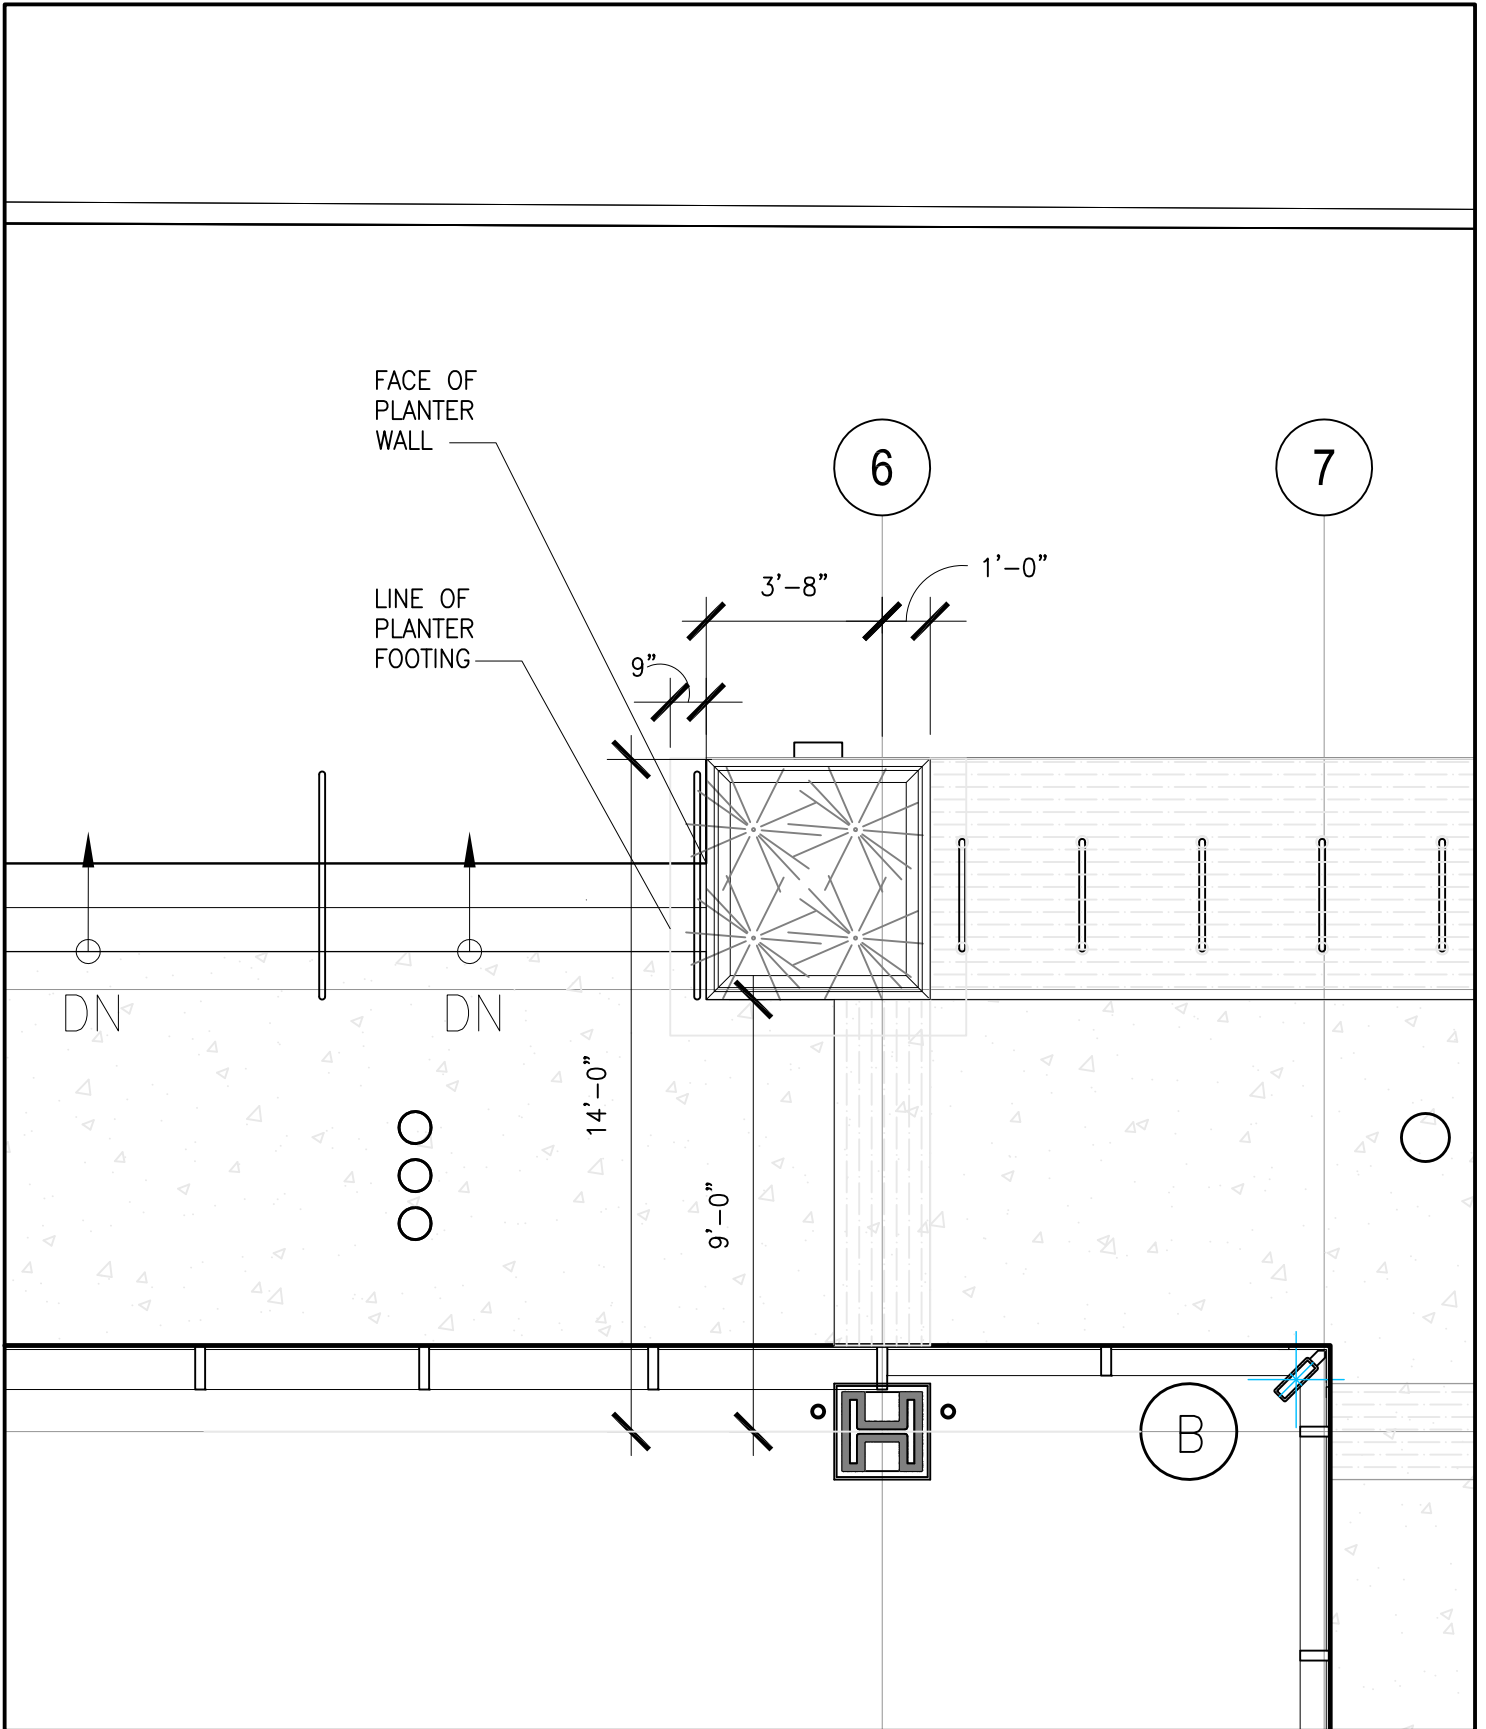 FACE OF
PLANTER
WALL
6
7
1'-0"
3'-8"
LINE OF
PLANTER
FOOTING
9"
DN
DN
14'-0"
9'-0"
B